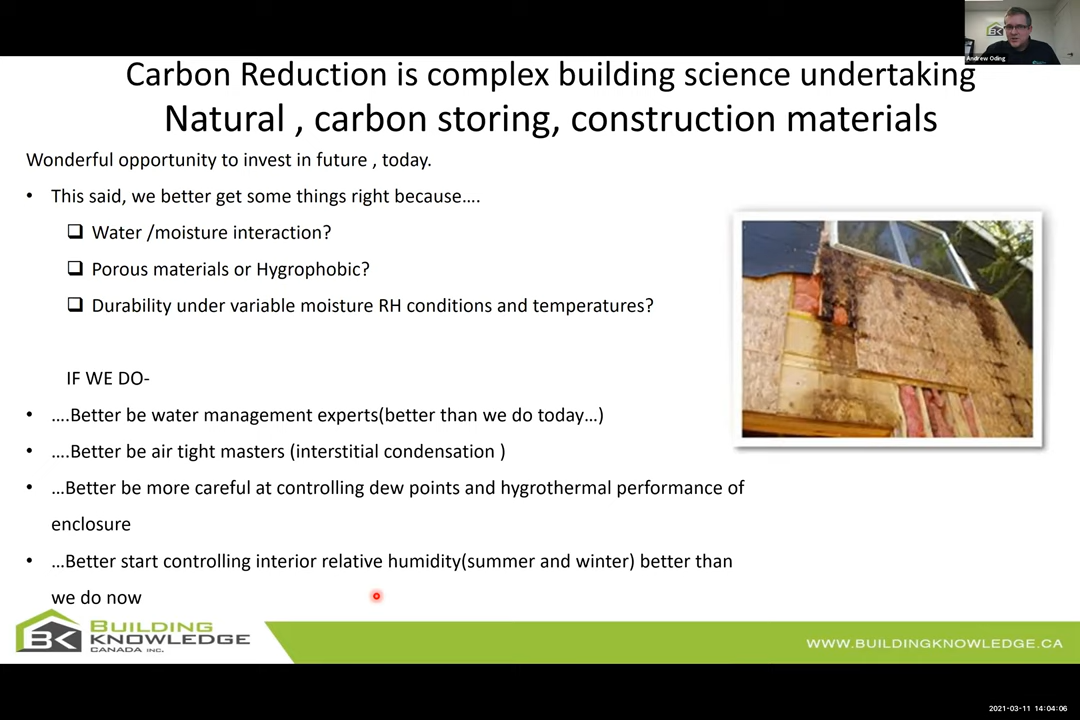 BK
Andrew Oding
Carbon Reduction is complex building science undertaking
Natural , carbon storing, construction materials
Wonderful opportunity to invest in future , today.
• This said, we better get some things right because….
❑ Water /moisture interaction?
❑ Porous materials or Hygrophobic?
❑ Durability under variable moisture RH conditions and temperatures?
IF WE DO-
• ….Better be water management experts(better than we do today…)
• ….Better be air tight masters (interstitial condensation )
• …Better be more careful at controlling dew points and hygrothermal performance of
enclosure
• …Better start controlling interior relative humidity(summer and winter) better than
we do now
BK
BUILDING
KNOWLEDGE
CANADA INC.
WWW.BUILDINGKNOWLEDGE.CA
2021-03-11 14:04:06